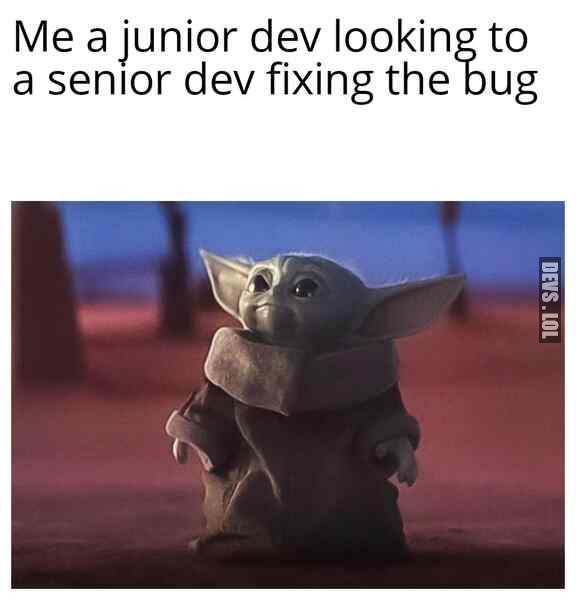 Me a junior dev looking to
a senior dev fixing the bug
DEVS.LOL